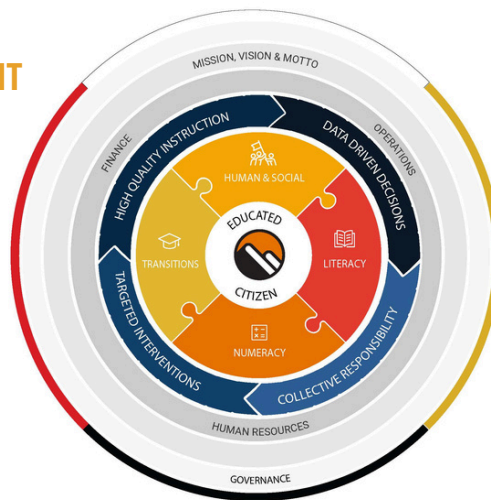 IT
MISSION, VISION & MOTTO
FINANCE
OPERATIONS
HIGH QUALITY INSTRUCTION
DATA DRIVEN DECISIONS
HUMAN & SOCIAL
EDUCATED
TRANSITIONS
LITERACY
CITIZEN
NUMERACY
TARGETED INTERVENTIONS
COLLECTIVE RESPONSIBILITY
HUMAN RESOURCES
GOVERNANCE